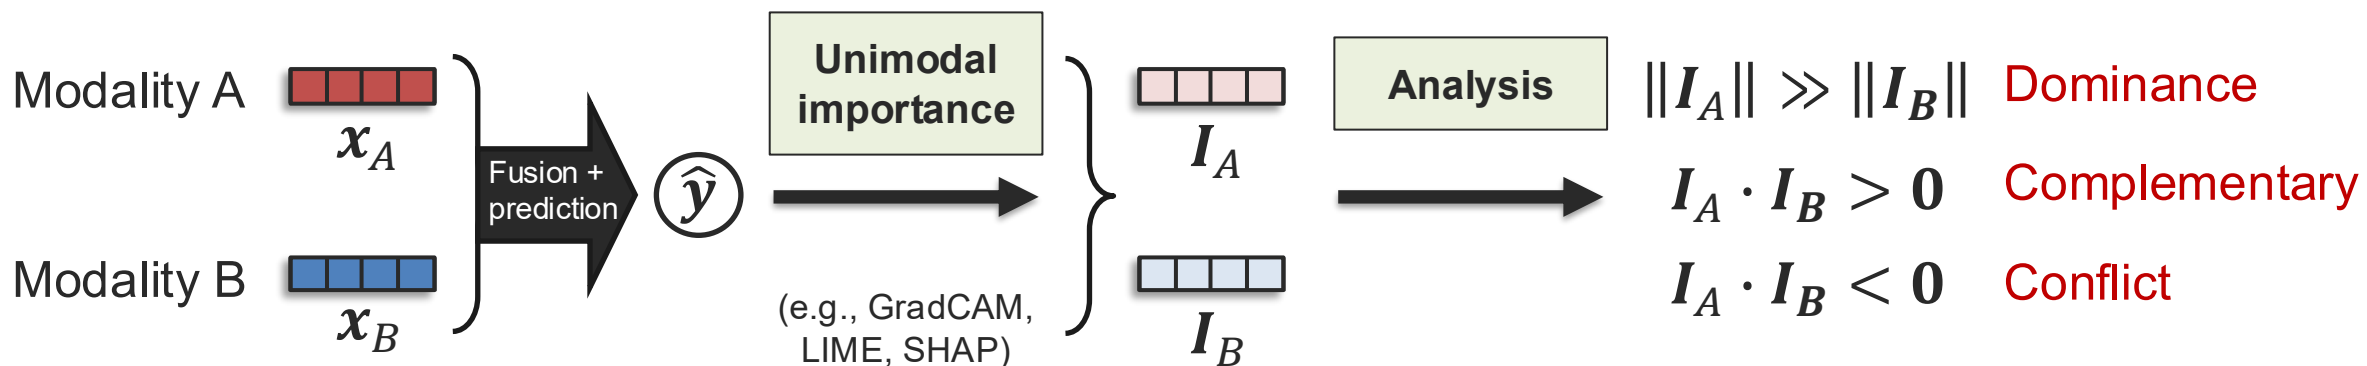 Modality A
x_A
Modality B
x_B
Fusion +
prediction
ŷ
Unimodal
importance
(e.g., GradCAM,
LIME, SHAP)
I_A
I_B
Analysis
||I_A|| ≫ ||I_B|| Dominance
I_A · I_B > 0 Complementary
I_A · I_B < 0 Conflict